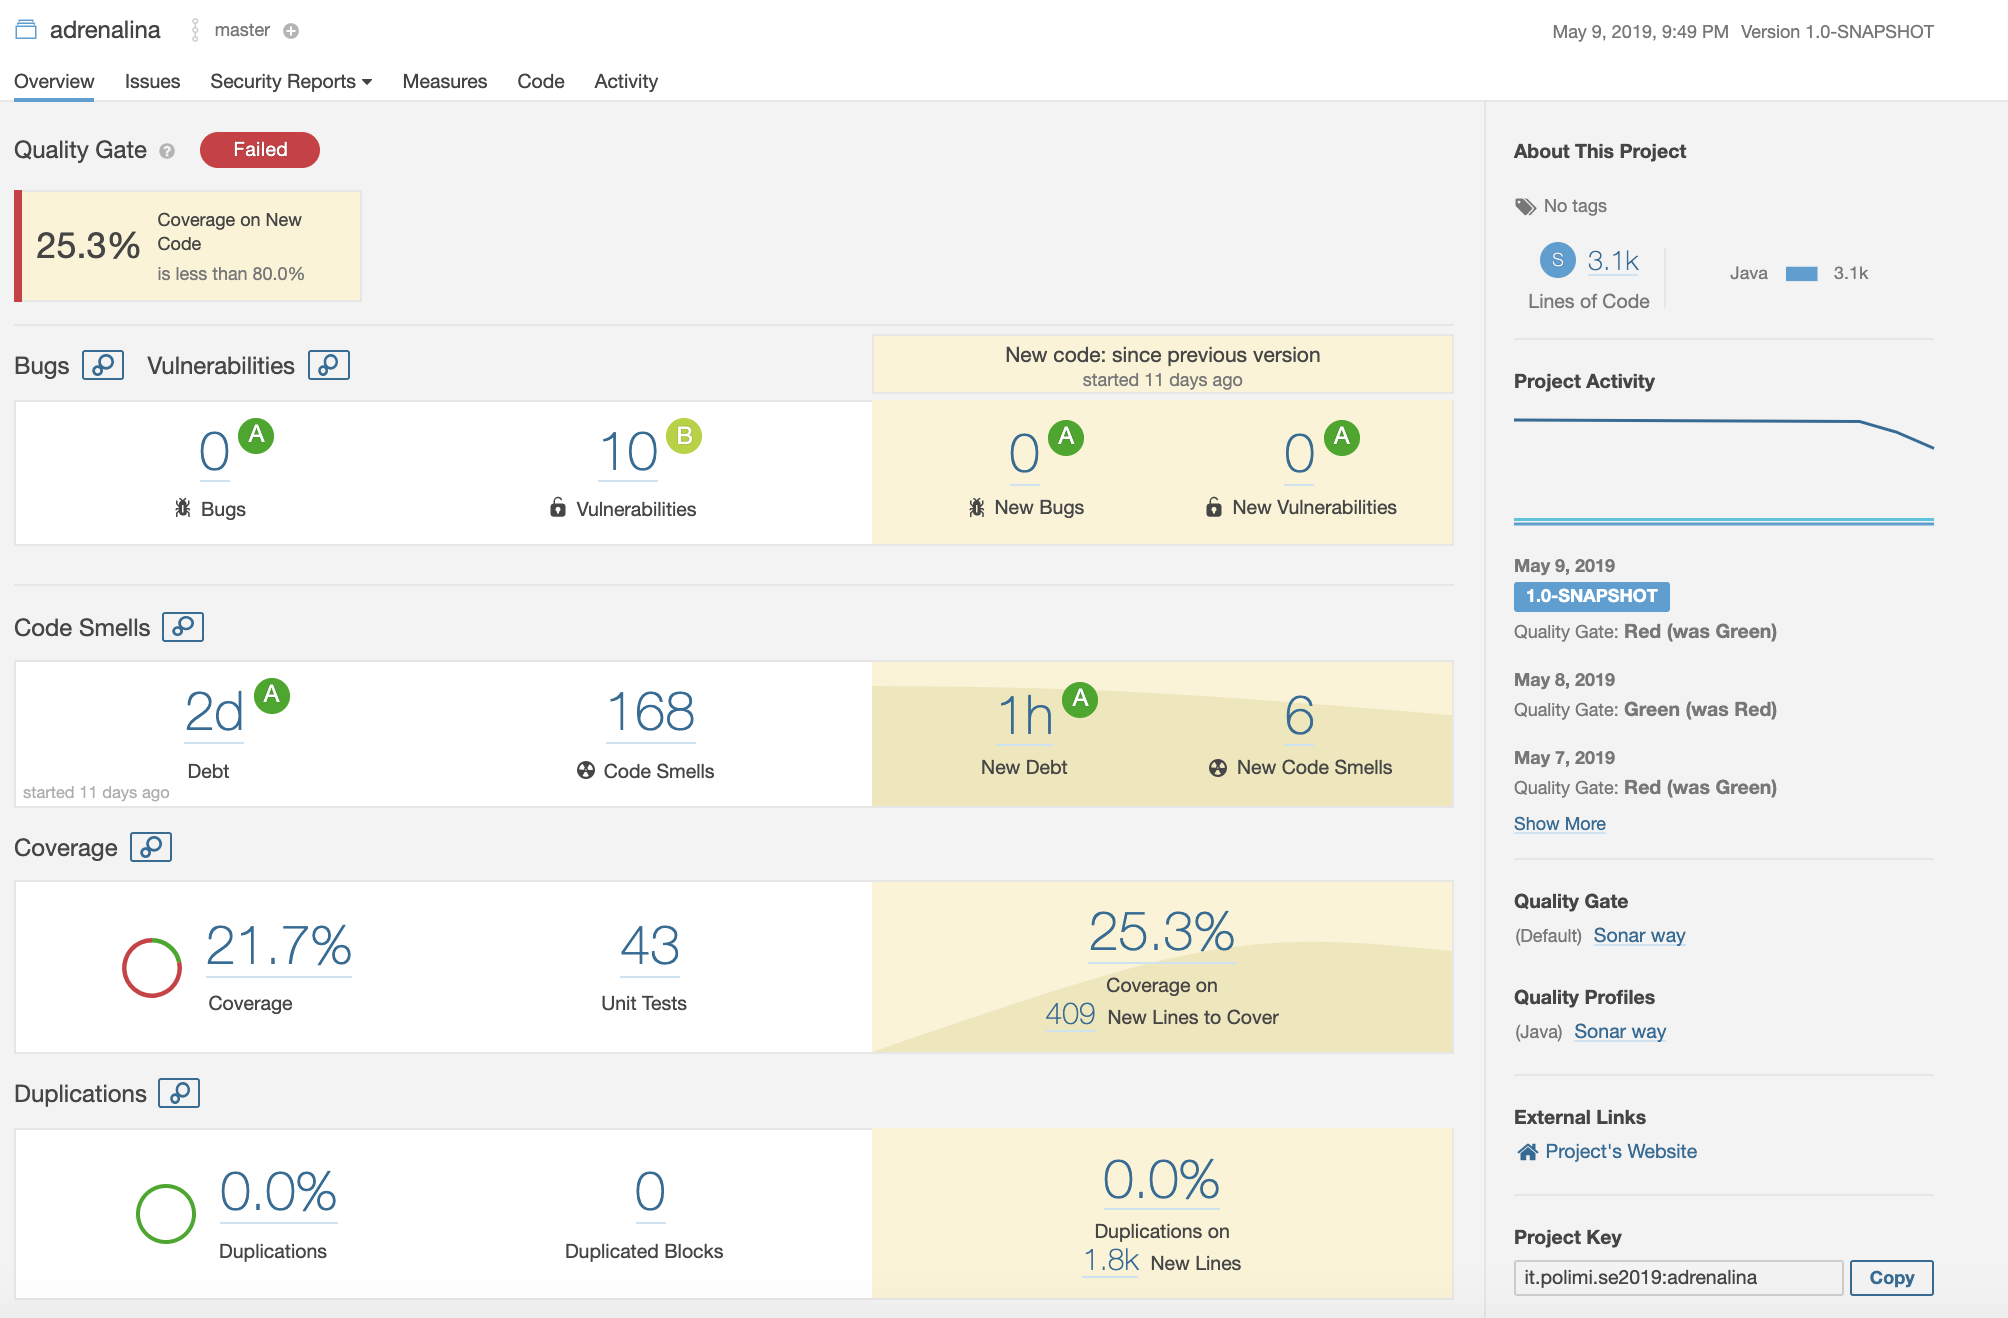 adrenalina master
May 9, 2019, 9:49 PM Version 1.0-SNAPSHOT
Overview Issues Security Reports Measures Code Activity
Quality Gate ? Failed
25.3% Coverage on New
Code
is less than 80.0%
Bugs Vulnerabilities
New code: since previous version
started 11 days ago
0 A
Bugs
10 B
Vulnerabilities
0 A
New Bugs
0 A
New Vulnerabilities
Code Smells
2d A
Debt
started 11 days ago
168
Code Smells
1h A
New Debt
6
New Code Smells
Coverage
21.7%
Coverage
43
Unit Tests
25.3%
Coverage on
409 New Lines to Cover
Duplications
0.0%
Duplications
0
Duplicated Blocks
0.0%
Duplications on
1.8k New Lines
About This Project
No tags
S 3.1k
Lines of Code
Java 3.1k
Project Activity
May 9, 2019
1.0-SNAPSHOT
Quality Gate: Red (was Green)
May 8, 2019
Quality Gate: Green (was Red)
May 7, 2019
Quality Gate: Red (was Green)
Show More
Quality Gate
(Default) Sonar way
Quality Profiles
(Java) Sonar way
External Links
Project's Website
Project Key
it.polimi.se2019:adrenalina Copy